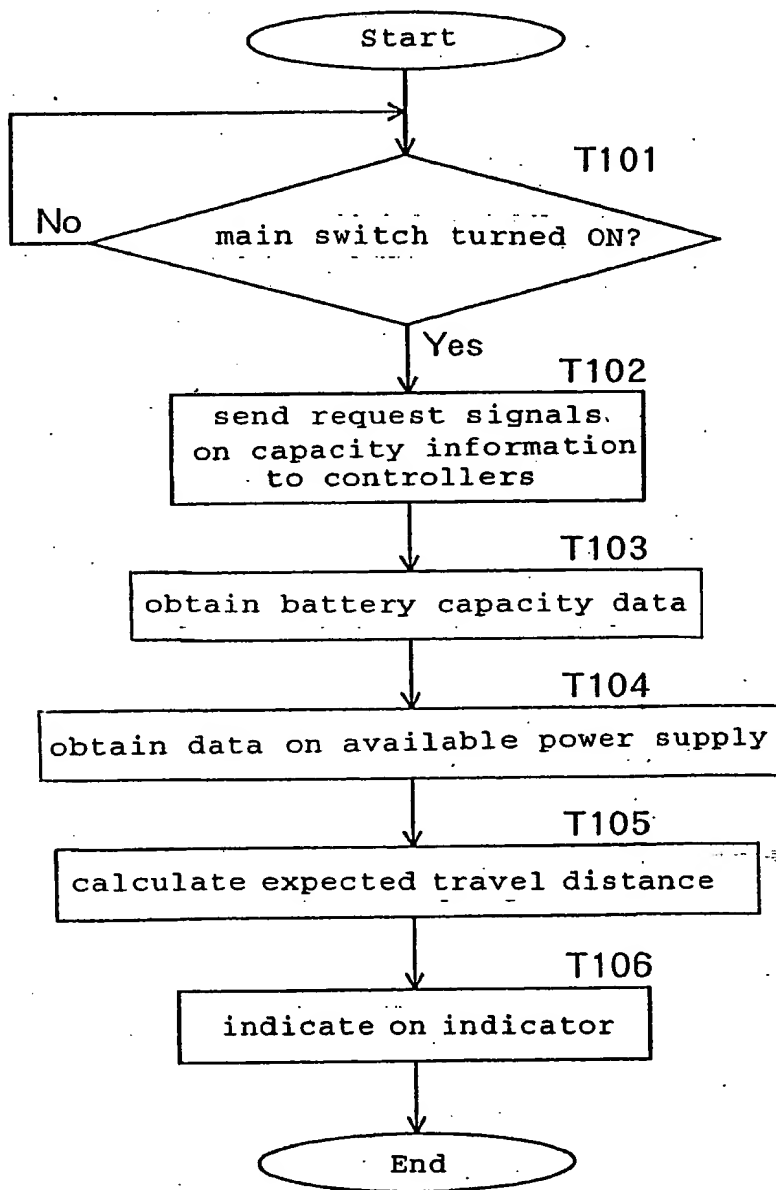 Start
T101
No
main switch turned ON?
Yes
T102
send request signals
on capacity information
to controllers
T103
obtain battery capacity data
T104
obtain data on available power supply
T105
calculate expected travel distance
T106
indicate on indicator
End